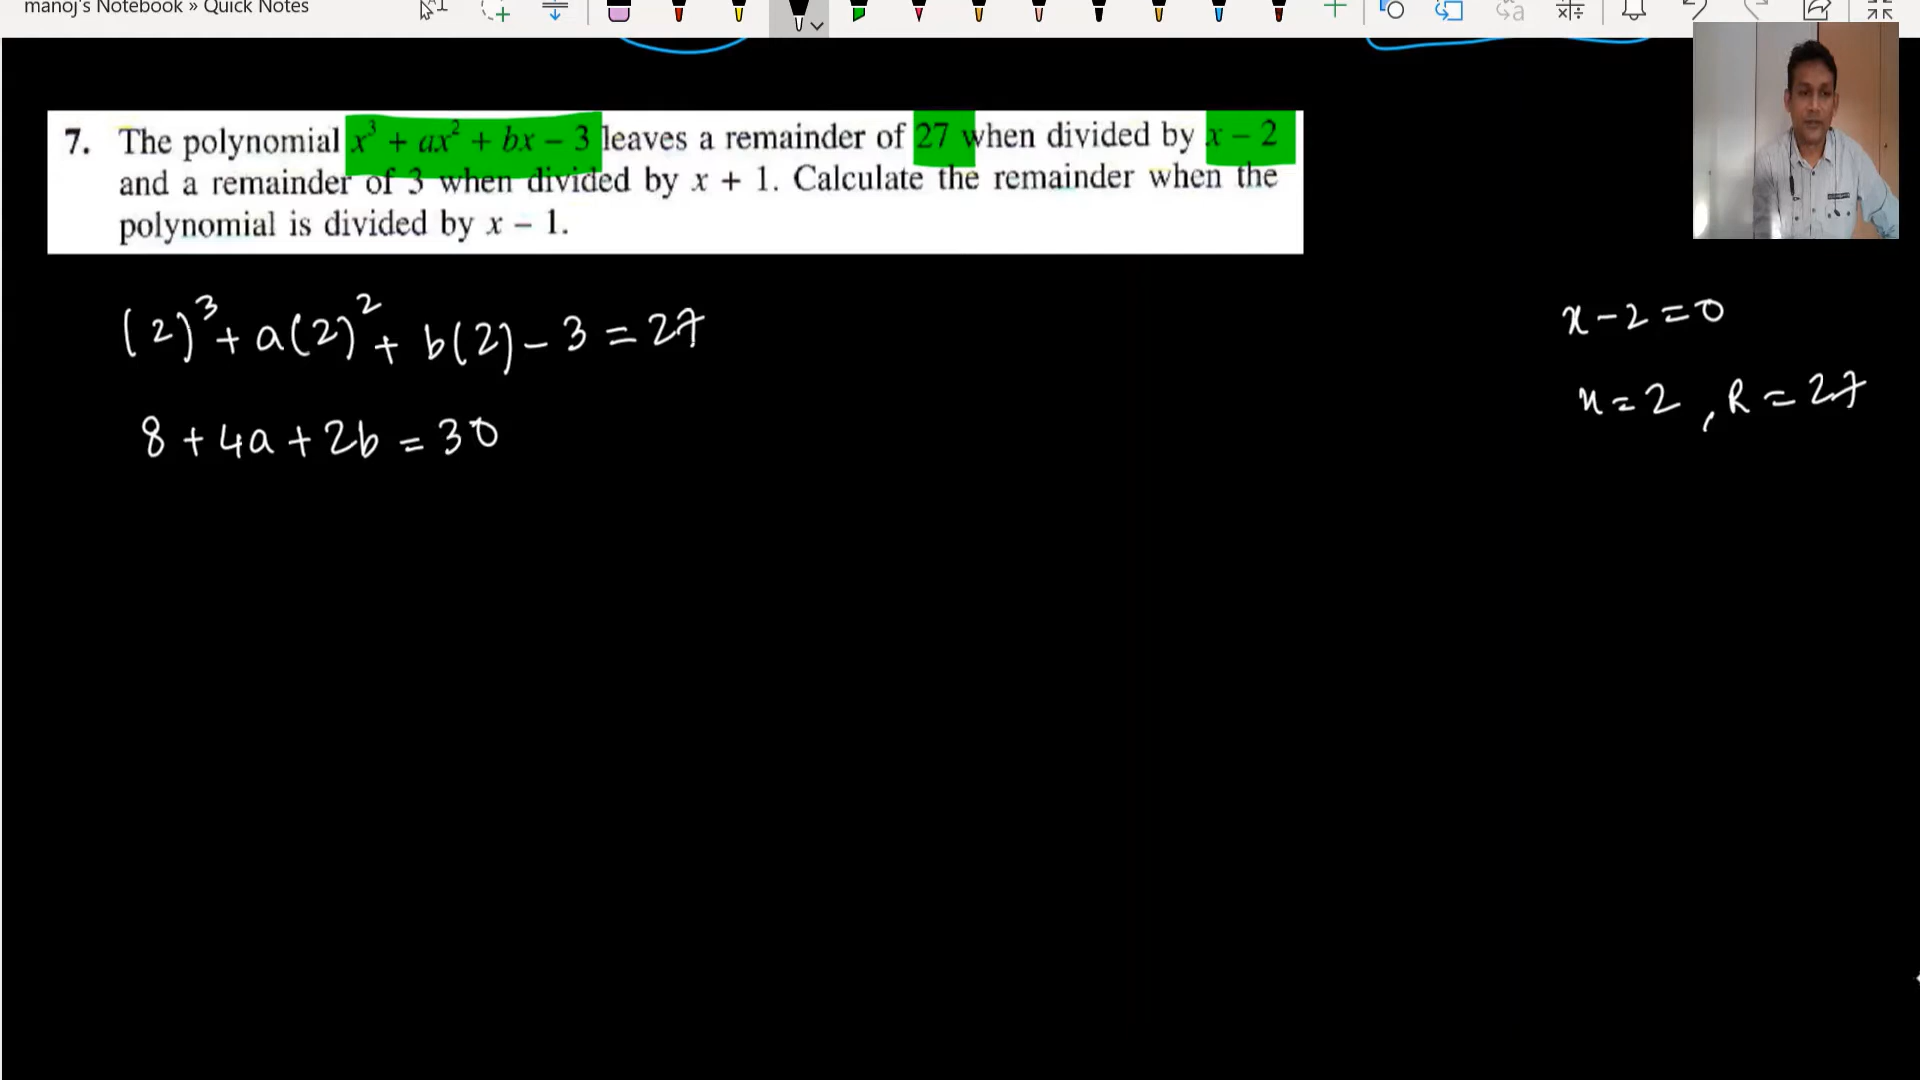 manoj's Notebook » Quick Notes
7. The polynomial x³ + ax² + bx − 3 leaves a remainder of 27 when divided by x − 2
and a remainder of 3 when divided by x + 1. Calculate the remainder when the
polynomial is divided by x − 1.
(2)³ + a(2)² + b(2) − 3 = 27
x − 2 = 0
x = 2 , R = 27
8 + 4a + 2b = 30